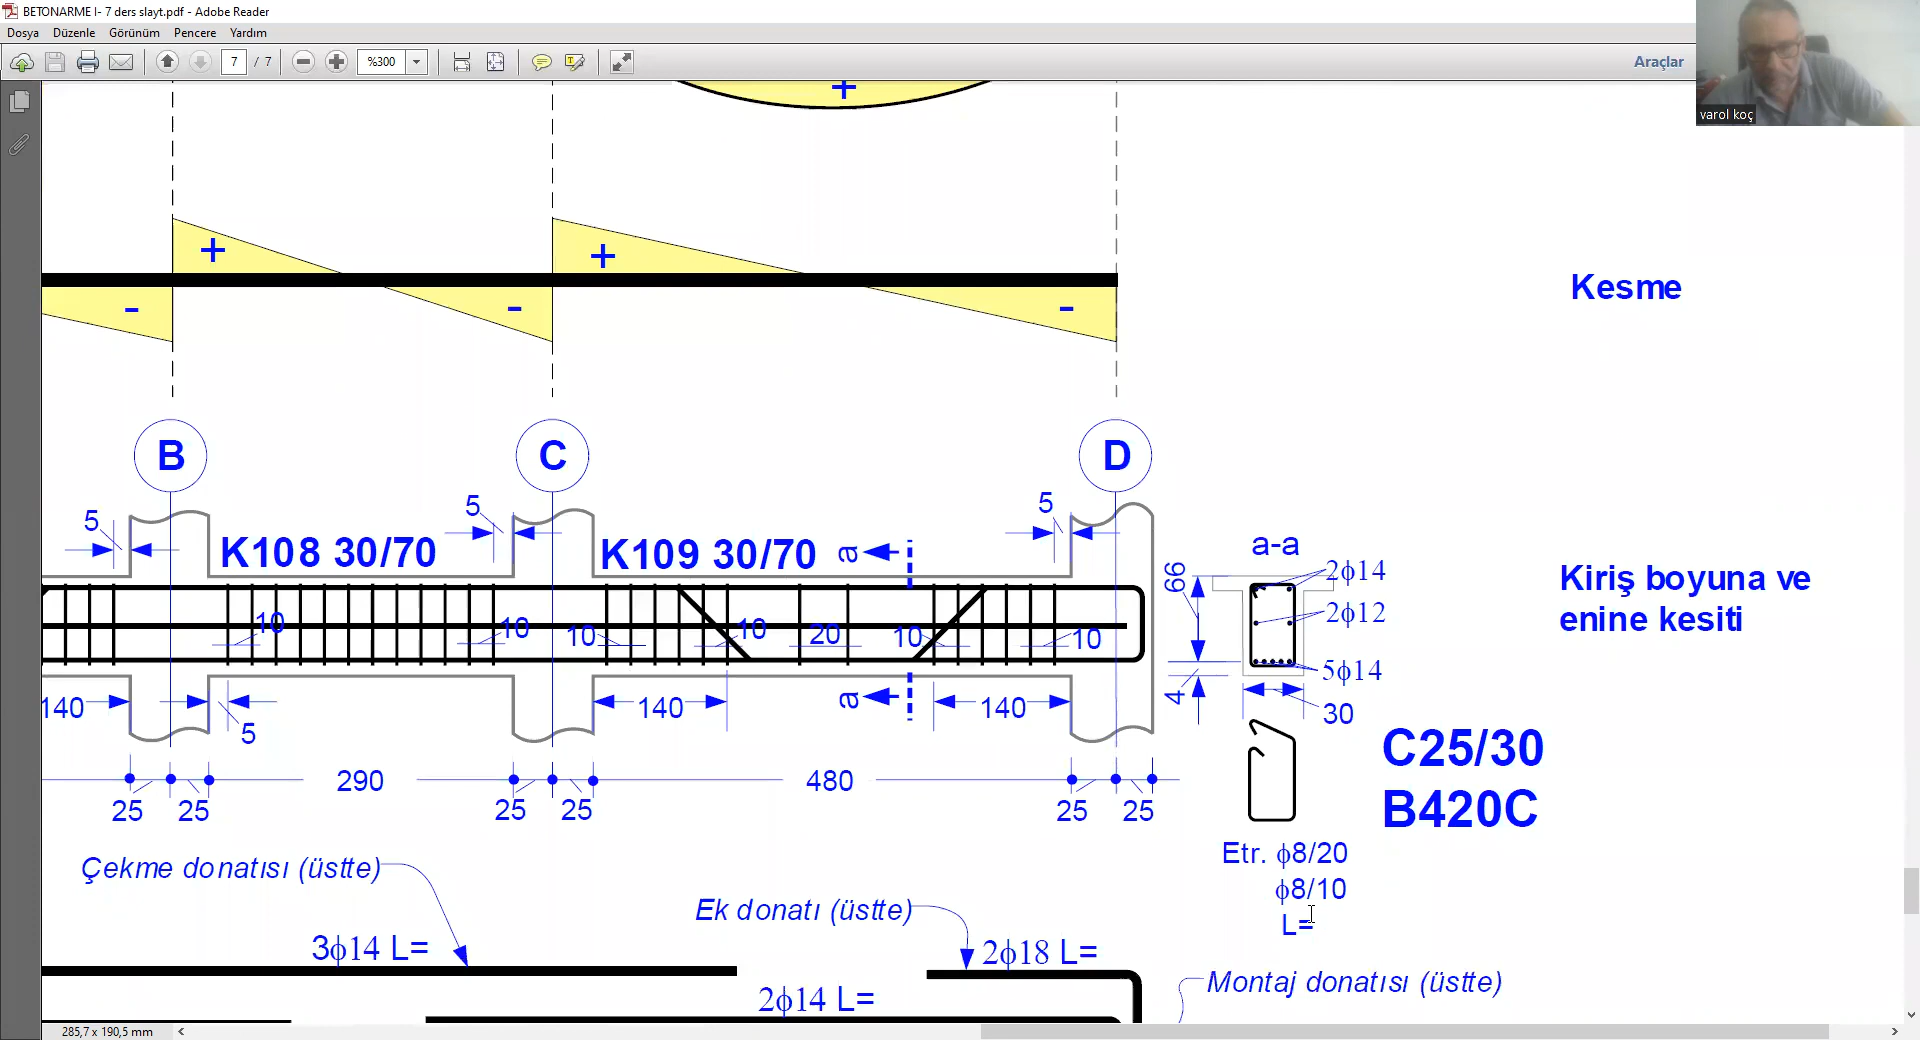 BETONARME I- 7 ders slayt.pdf - Adobe Reader
Dosya Düzenle Görünüm Pencere Yardım
7 / 7 %300 Araçlar
varol koç
+
+ +
- - -
Kesme
B C D
5 5 5
K108 30/70 K109 30/70 a
a-a
2ϕ14
66
2ϕ12
Kiriş boyuna ve
enine kesiti
10 10 10 10 20 10 10
5ϕ14
4
140 140 a 140
30
5
C25/30
290 480
25 25 25 25 25 25
B420C
Etr. ϕ8/20
ϕ8/10
L=
Çekme donatısı (üstte)
Ek donatı (üstte)
3ϕ14 L= 2ϕ18 L=
Montaj donatısı (üstte)
2ϕ14 L=
285,7 x 190,5 mm